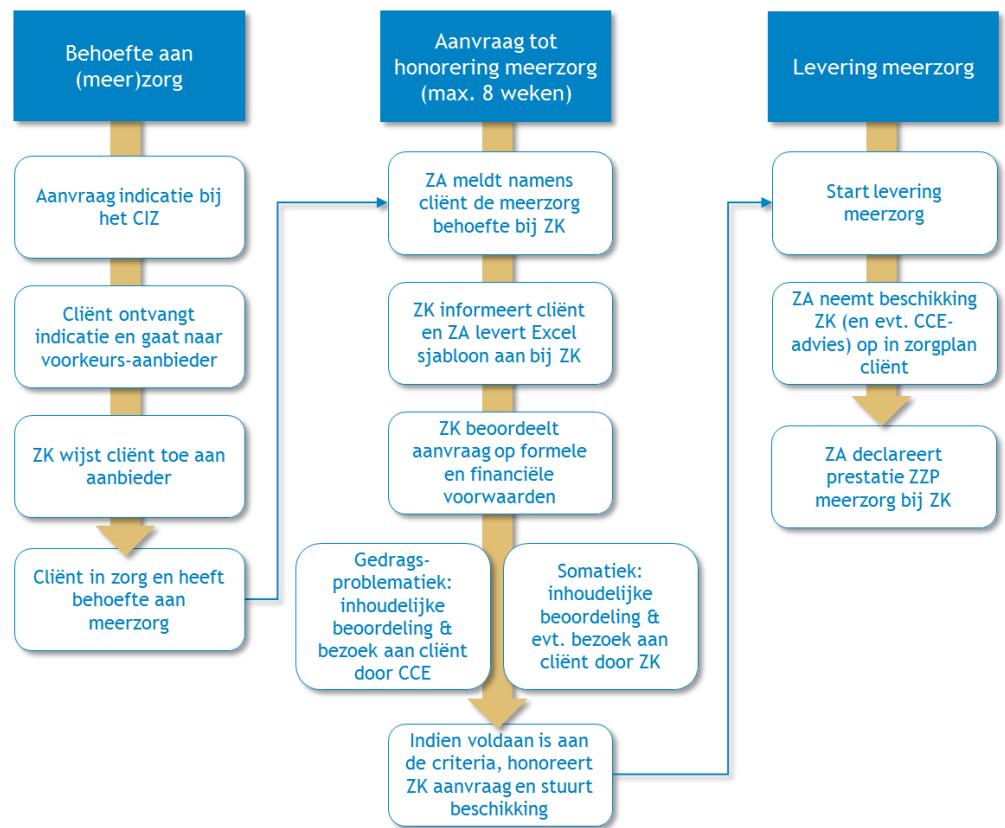 Behoefte aan
(meer)zorg
Aanvraag indicatie bij
het CIZ
Cliënt ontvangt
indicatie en gaat naar
voorkeurs-aanbieder
ZK wijst cliënt toe aan
aanbieder
Cliënt in zorg en heeft
behoefte aan
meerzorg
Aanvraag tot
honorering meerzorg
(max. 8 weken)
ZA meldt namens
cliënt de meerzorg
behoefte bij ZK
ZK informeert cliënt
en ZA levert Excel
sjabloon aan bij ZK
ZK beoordeelt
aanvraag op formele
en financiële
voorwaarden
Gedrags-
problematiek:
inhoudelijke
beoordeling &
bezoek aan cliënt
door CCE
Somatiek:
inhoudelijke
beoordeling &
evt. bezoek aan
cliënt door ZK
Indien voldaan is aan
de criteria, honoreert
ZK aanvraag en stuurt
beschikking
Levering meerzorg
Start levering
meerzorg
ZA neemt beschikking
ZK (en evt. CCE-
advies) op in zorgplan
cliënt
ZA declareert
prestatie ZZP
meerzorg bij ZK